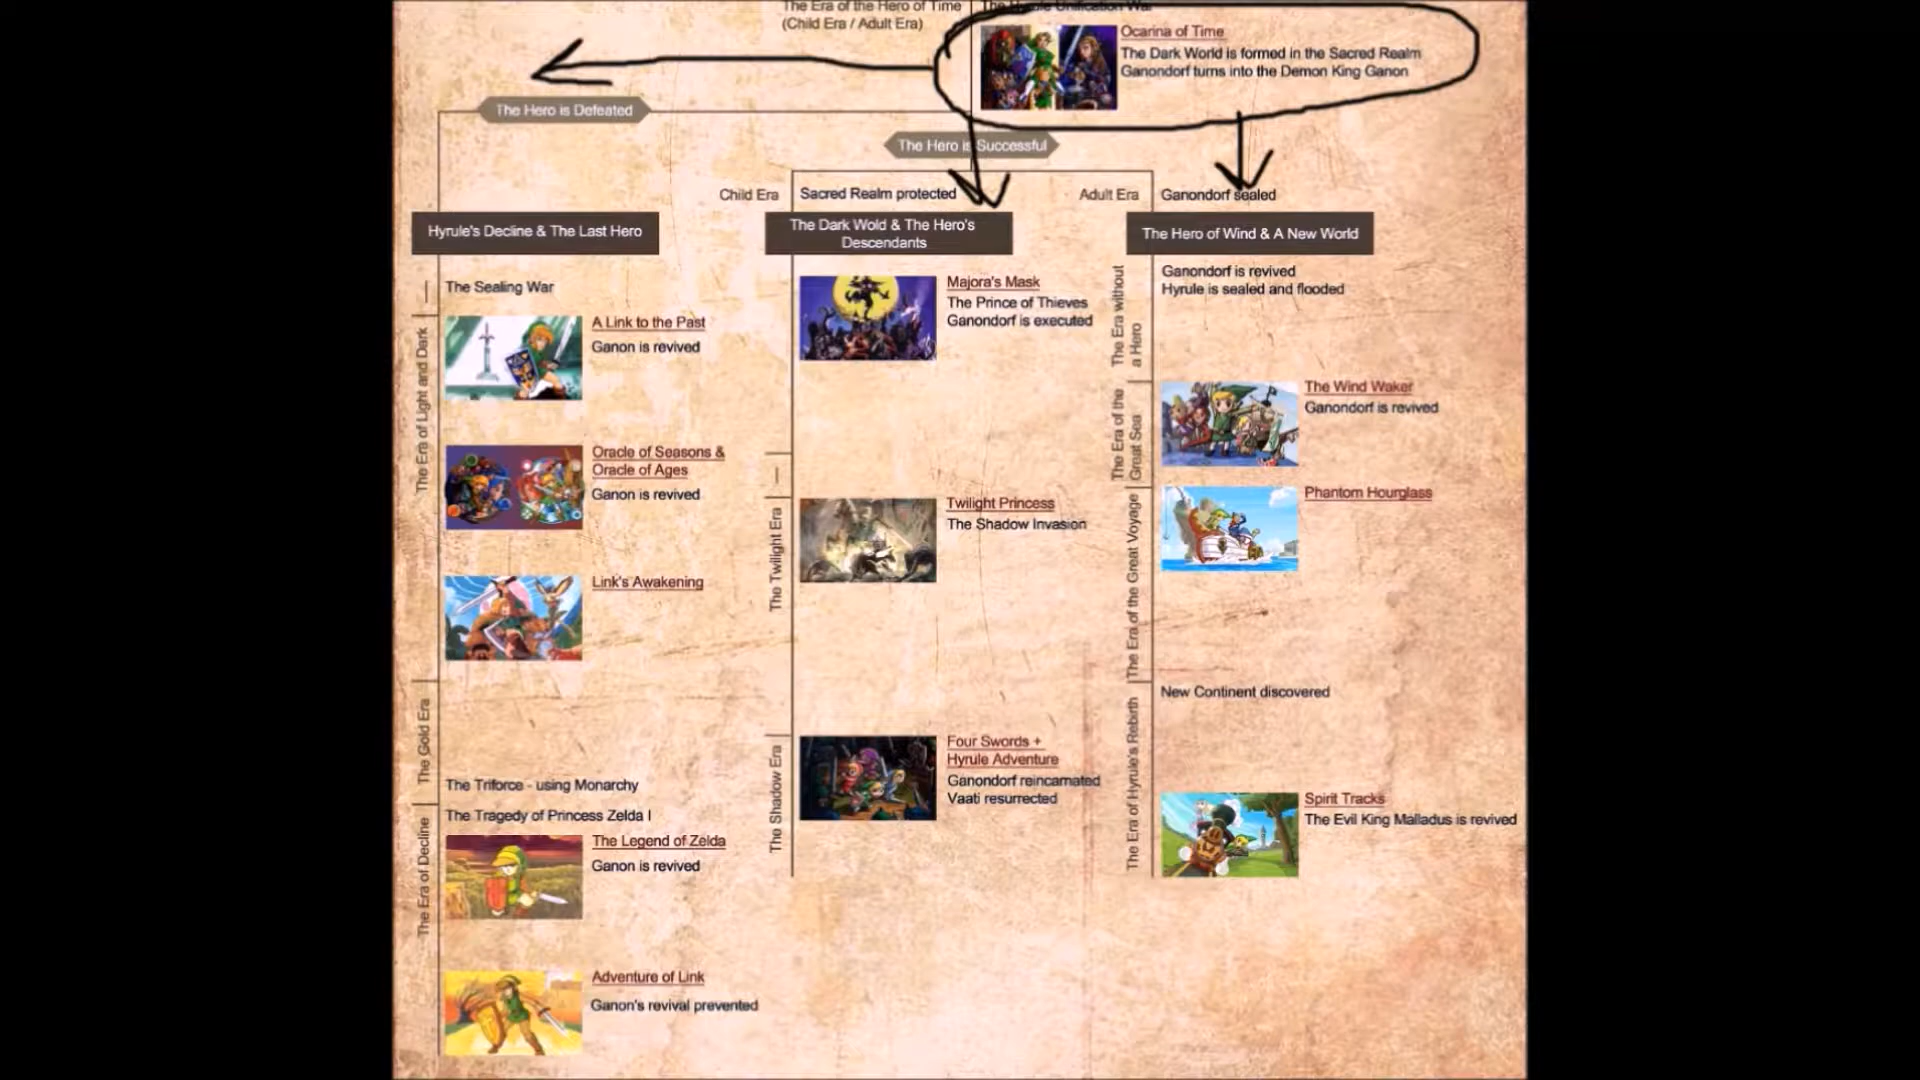 The Era of the Hero of Time
(Child Era / Adult Era)
The Hyrule Unification War
Ocarina of Time
The Dark World is formed in the Sacred Realm
Ganondorf turns into the Demon King Ganon
The Hero is Defeated
The Hero is Successful
Child Era
Sacred Realm protected
Adult Era
Ganondorf sealed
Hyrule's Decline & The Last Hero
The Sealing War
The Era of Light and Dark
A Link to the Past
Ganon is revived
Oracle of Seasons &
Oracle of Ages
Ganon is revived
Link's Awakening
The Gold Era
The Triforce - using Monarchy
The Tragedy of Princess Zelda I
The Era of Decline
The Legend of Zelda
Ganon is revived
Adventure of Link
Ganon's revival prevented
The Dark Wold & The Hero's
Descendants
Majora's Mask
The Prince of Thieves
Ganondorf is executed
The Twilight Era
Twilight Princess
The Shadow Invasion
The Shadow Era
Four Swords +
Hyrule Adventure
Ganondorf reincarnated
Vaati resurrected
The Hero of Wind & A New World
The Era without
a Hero
Ganondorf is revived
Hyrule is sealed and flooded
The Era of the
Great Sea
The Wind Waker
Ganondorf is revived
The Era of the Great Voyage
Phantom Hourglass
New Continent discovered
The Era of Hyrule's Rebirth
Spirit Tracks
The Evil King Malladus is revived